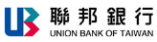 聯邦銀行
UNION BANK OF TAIWAN